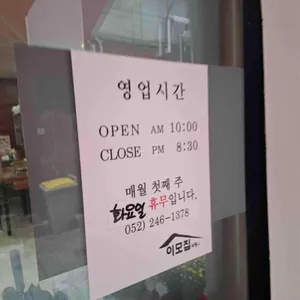 영업시간
OPEN AM 10:00
CLOSE PM 8:30
매월 첫째 주
화요일 휴무입니다.
052) 246-1378
이모집